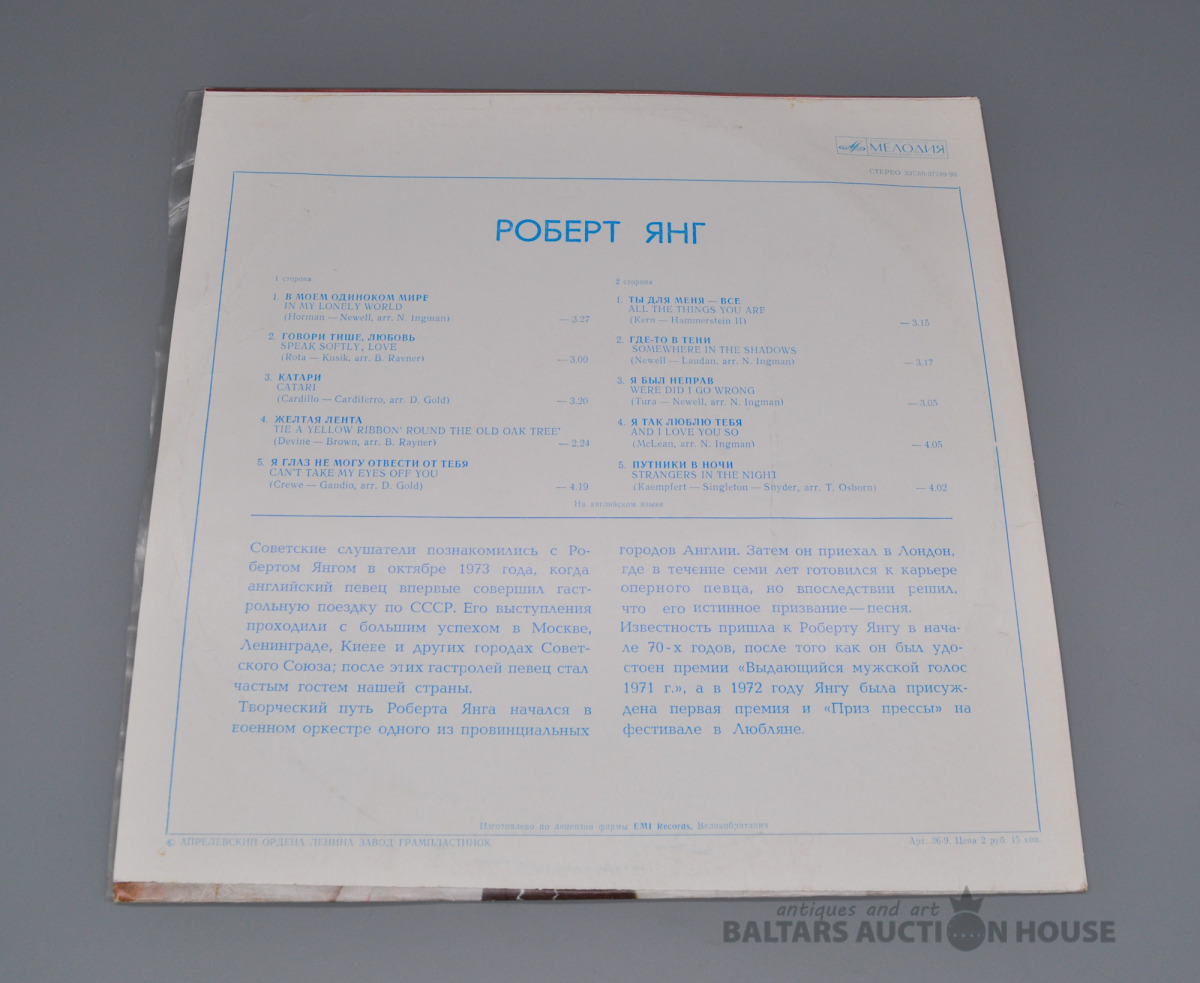 МЕЛОДИЯ
СТЕРЕО
РОБЕРТ ЯНГ
1 сторона
1. В МОЕМ ОДИНОКОМ МИРЕ
IN MY LONELY WORLD
(Horman — Newell, arr. N. Ingman) — 3.27
2. ГОВОРИ ТИШЕ, ЛЮБОВЬ
SPEAK SOFTLY, LOVE
(Rota — Kusik, arr. B. Rayner) — 3.00
3. КАТАРИ
CATARI
(Cardillo — Cardilerro, arr. D. Gold) — 3.20
4. ЖЕЛТАЯ ЛЕНТА
TIE A YELLOW RIBBON' ROUND THE OLD OAK TREE'
(Devine — Brown, arr. B. Rayner) — 2.24
5. Я ГЛАЗ НЕ МОГУ ОТВЕСТИ ОТ ТЕБЯ
CAN'T TAKE MY EYES OFF YOU
(Crewe — Gaudio, arr. D. Gold) — 4.19
2 сторона
1. ТЫ ДЛЯ МЕНЯ — ВСЕ
ALL THE THINGS YOU ARE
(Kern — Hammerstein II) — 3.15
2. ГДЕ-ТО В ТЕНИ
SOMEWHERE IN THE SHADOWS
(Newell — Laudan, arr. N. Ingman) — 3.17
3. Я БЫЛ НЕПРАВ
WERE DID I GO WRONG
(Tura — Newell, arr. N. Ingman) — 3.05
4. Я ТАК ЛЮБЛЮ ТЕБЯ
AND I LOVE YOU SO
(McLean, arr. N. Ingman) — 4.05
5. ПУТНИКИ В НОЧИ
STRANGERS IN THE NIGHT
(Kaempfert — Singleton — Snyder, arr. T. Osborn) — 4.02
На английском языке
Советские слушатели познакомились с Ро-
бертом Янгом в октябре 1973 года, когда
английский певец впервые совершил гаст-
рольную поездку по СССР. Его выступления
проходили с большим успехом в Москве,
Ленинграде, Киеве и других городах Совет-
ского Союза; после этих гастролей певец стал
частым гостем нашей страны.
Творческий путь Роберта Янга начался в
военном оркестре одного из провинциальных
городов Англии. Затем он приехал в Лондон,
где в течение семи лет готовился к карьере
оперного певца, но впоследствии решил,
что его истинное призвание — песня.
Известность пришла к Роберту Янгу в нача-
ле 70-х годов, после того как он был удо-
стоен премии «Выдающийся мужской голос
1971 г.», а в 1972 году Янгу была присуж-
дена первая премия и «Приз прессы» на
фестивале в Любляне.
Изготовлено по лицензии фирмы EMI Records, Великобритания
© АПРЕЛЕВСКИЙ ОРДЕНА ЛЕНИНА ЗАВОД ГРАМПЛАСТИНОК
Арт. 36-9. Цена 2 руб. 15 коп.
antiques and art
BALTARS AUCTION HOUSE